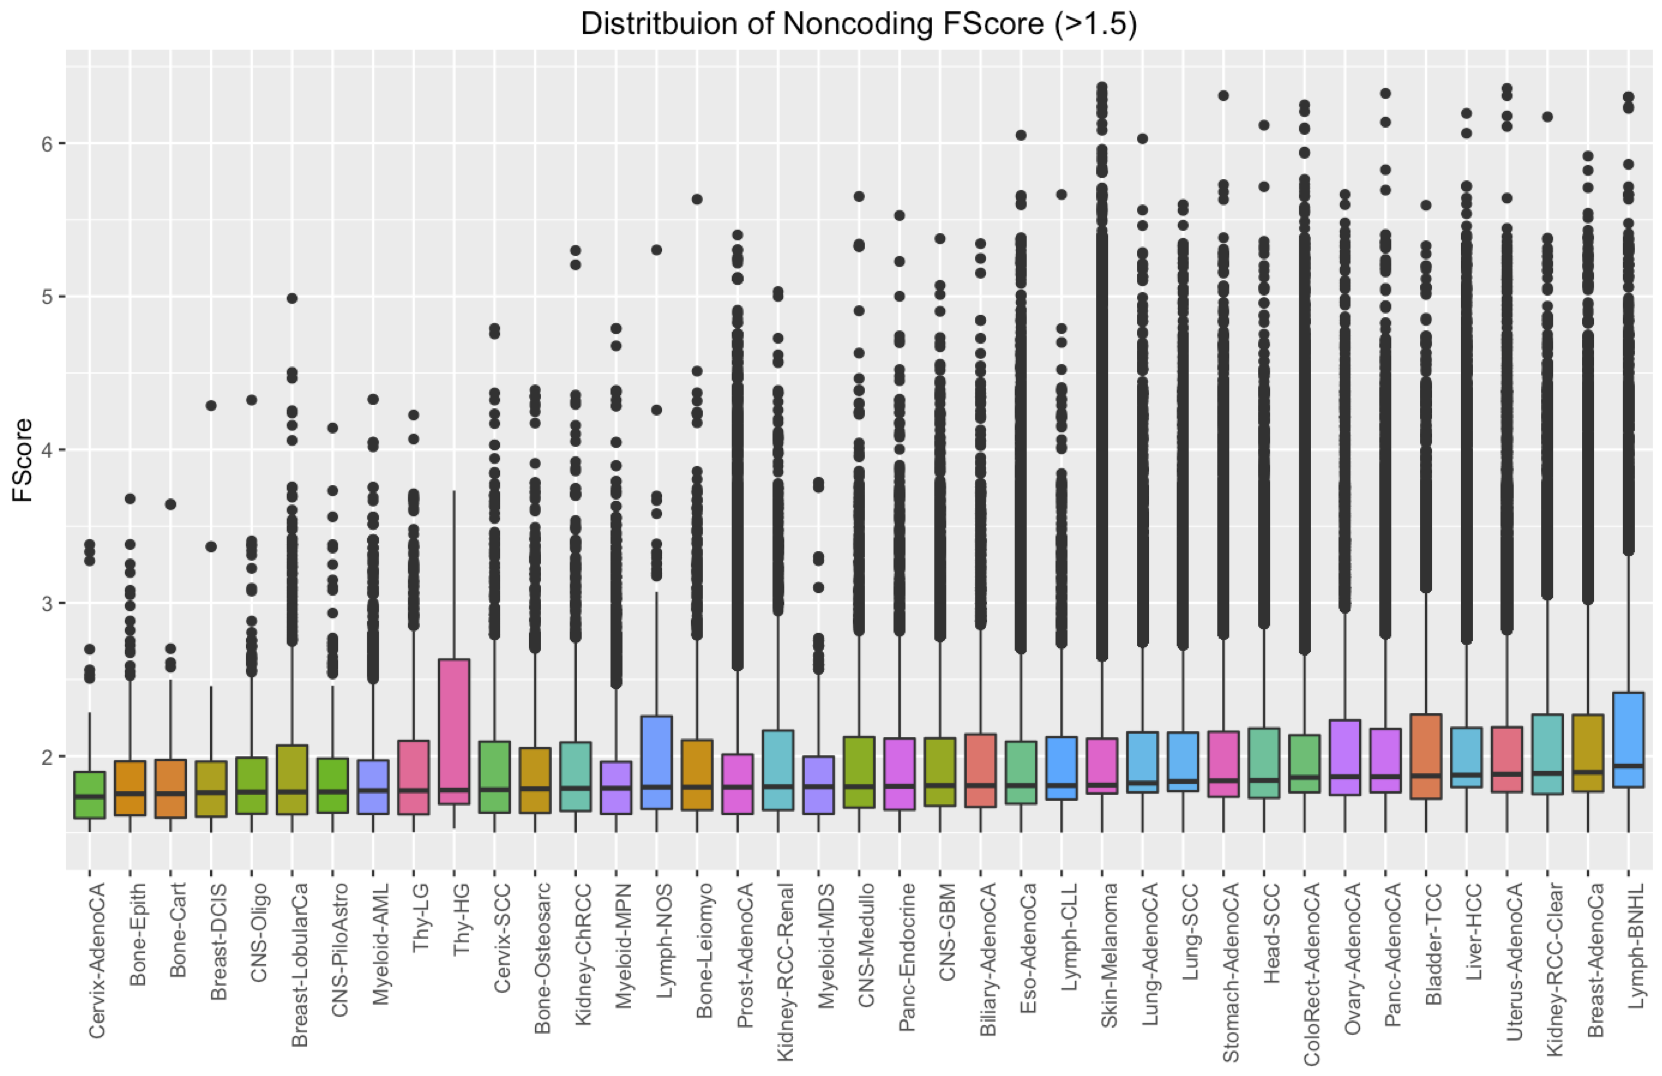 Distritbuion of Noncoding FScore (>1.5)
FScore
6
5
4
3
2
Cervix-AdenoCA
Bone-Epith
Bone-Cart
Breast-DCIS
CNS-Oligo
Breast-LobularCa
CNS-PiloAstro
Myeloid-AML
Thy-LG
Thy-HG
Cervix-SCC
Bone-Osteosarc
Kidney-ChRCC
Myeloid-MPN
Lymph-NOS
Bone-Leiomyo
Prost-AdenoCA
Kidney-RCC-Renal
Myeloid-MDS
CNS-Medullo
Panc-Endocrine
CNS-GBM
Biliary-AdenoCA
Eso-AdenoCa
Lymph-CLL
Skin-Melanoma
Lung-AdenoCA
Lung-SCC
Stomach-AdenoCA
Head-SCC
ColoRect-AdenoCA
Ovary-AdenoCA
Panc-AdenoCA
Bladder-TCC
Liver-HCC
Uterus-AdenoCA
Kidney-RCC-Clear
Breast-AdenoCa
Lymph-BNHL